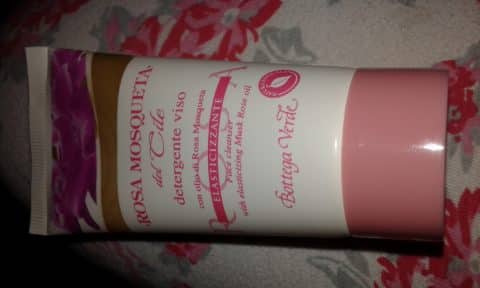 ROSA MOSQUETA
del Cile
detergente viso
con olio di Rosa Mosqueta
ELASTICIZZANTE
Face cleanser
with elasticizing Musk Rose oil
Bottega Verde